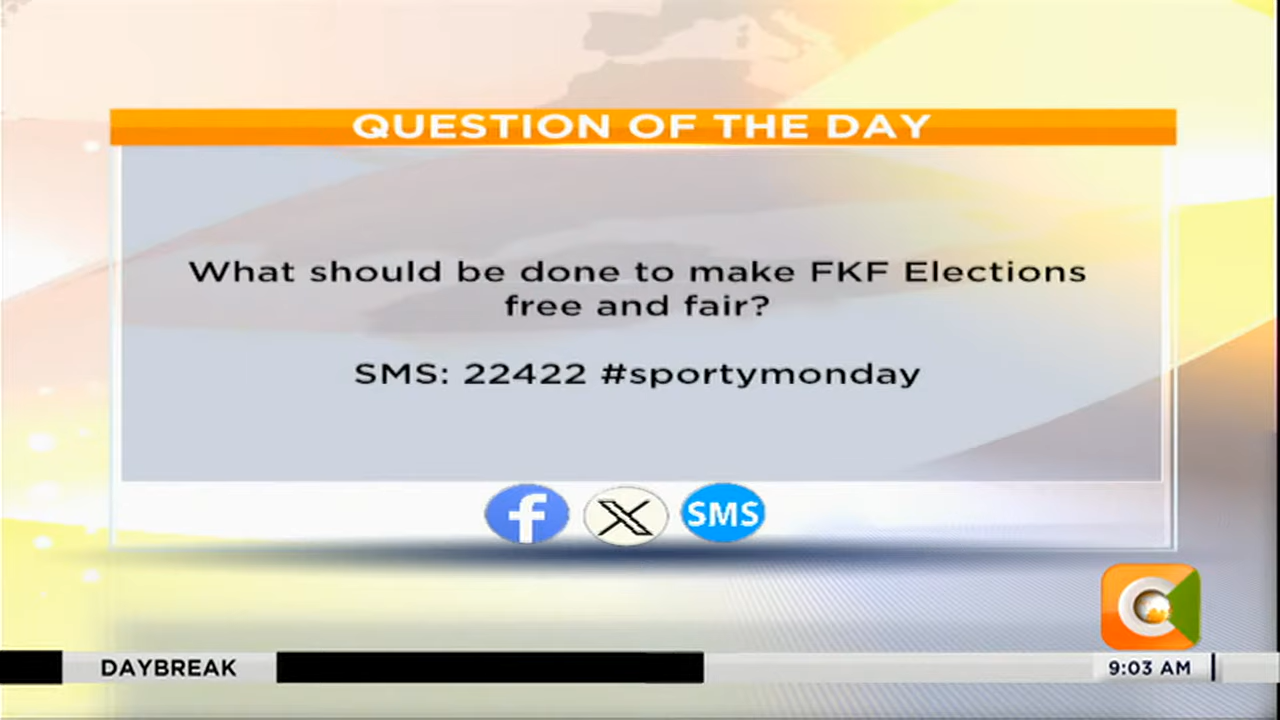 QUESTION OF THE DAY
What should be done to make FKF Elections
free and fair?
SMS: 22422 #sportymonday
f X SMS
DAYBREAK
9:03 AM